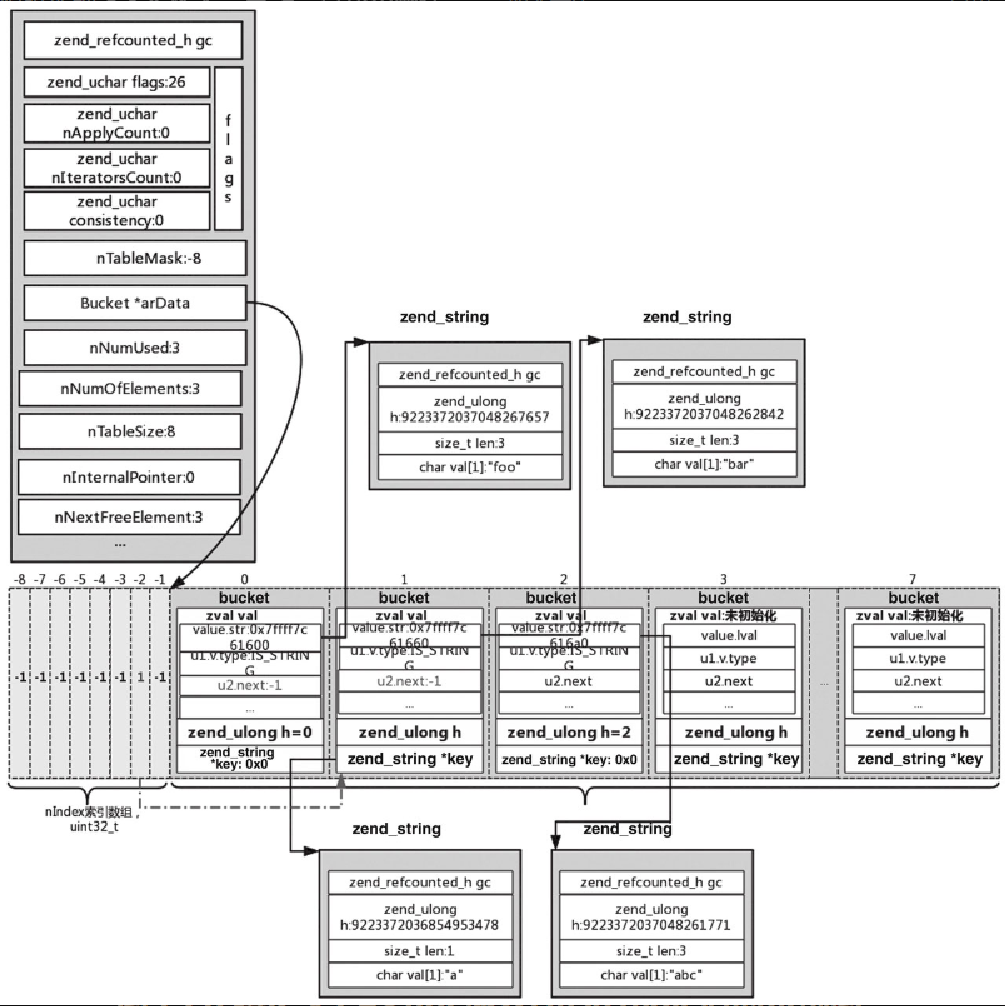 zend_refcounted_h gc
zend_uchar flags:26
zend_uchar
nApplyCount:0
zend_uchar
nIteratorsCount:0
zend_uchar
consistency:0
f
l
a
g
s
nTableMask:-8
Bucket *arData
nNumUsed:3
nNumOfElements:3
nTableSize:8
nInternalPointer:0
nNextFreeElement:3
...
zend_string
zend_refcounted_h gc
zend_ulong
h:9223372037048267657
size_t len:3
char val[1]:"foo"
zend_string
zend_refcounted_h gc
zend_ulong
h:9223372037048262842
size_t len:3
char val[1]:"bar"
-8 -7 -6 -5 -4 -3 -2 -1 0 1 2 3 7
-1 -1 -1 -1 -1 -1 1 -1
bucket
zval val
value.str:0x7ffff7c
61600
u1.v.type:IS_STRIN
G
u2.next:-1
...
zend_ulong h=0
zend_string
*key: 0x0
bucket
zval val
value.str:0x7ffff7c
61660
u1.v.type:IS_STRIN
G
u2.next:-1
...
zend_ulong h
zend_string *key
bucket
zval val
value.str:0x7ffff7c
616a0
u1.v.type:IS_STRIN
G
u2.next
...
zend_ulong h=2
zend_string *key: 0x0
bucket
zval val:未初始化
value.lval
u1.v.type
u2.next
...
zend_ulong h
zend_string *key
...
bucket
zval val:未初始化
value.lval
u1.v.type
u2.next
...
zend_ulong h
zend_string *key
nIndex索引数组，
uint32_t
zend_string
zend_refcounted_h gc
zend_ulong
h:9223372036854953478
size_t len:1
char val[1]:"a"
zend_string
zend_refcounted_h gc
zend_ulong
h:9223372037048261771
size_t len:3
char val[1]:"abc"